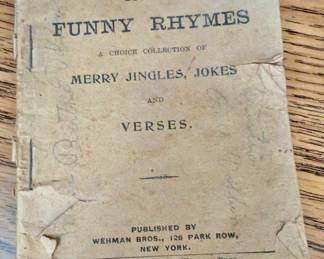 FUNNY RHYMES
A CHOICE COLLECTION OF
MERRY JINGLES, JOKES
AND
VERSES.
PUBLISHED BY
WEHMAN BROS., 126 PARK ROW,
NEW YORK.